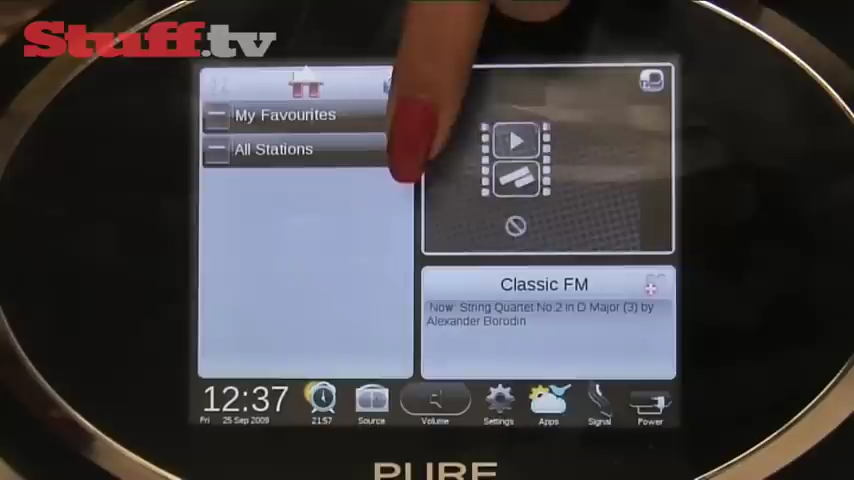 Stuff.tv
My Favourites
All Stations
Classic FM
Now String Quartet No.2 in D Major (3) by
Alexander Borodin
12:37
Fri 25 Sep 2009
21:57
Source
Volume
Settings
Apps
Signal
Power
PURE